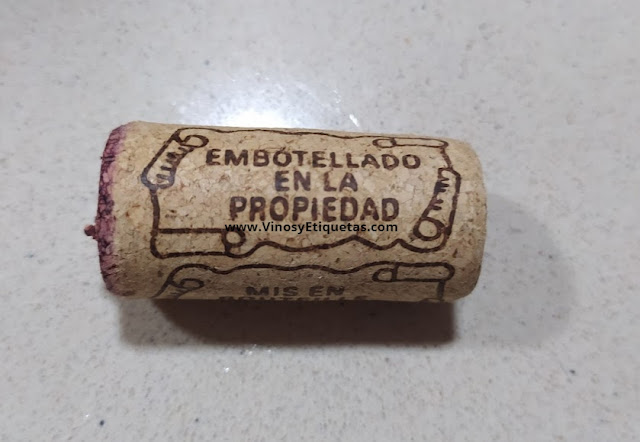 EMBOTELLADO
EN LA
PROPIEDAD
www.VinosyEtiquetas.com
MIS EN